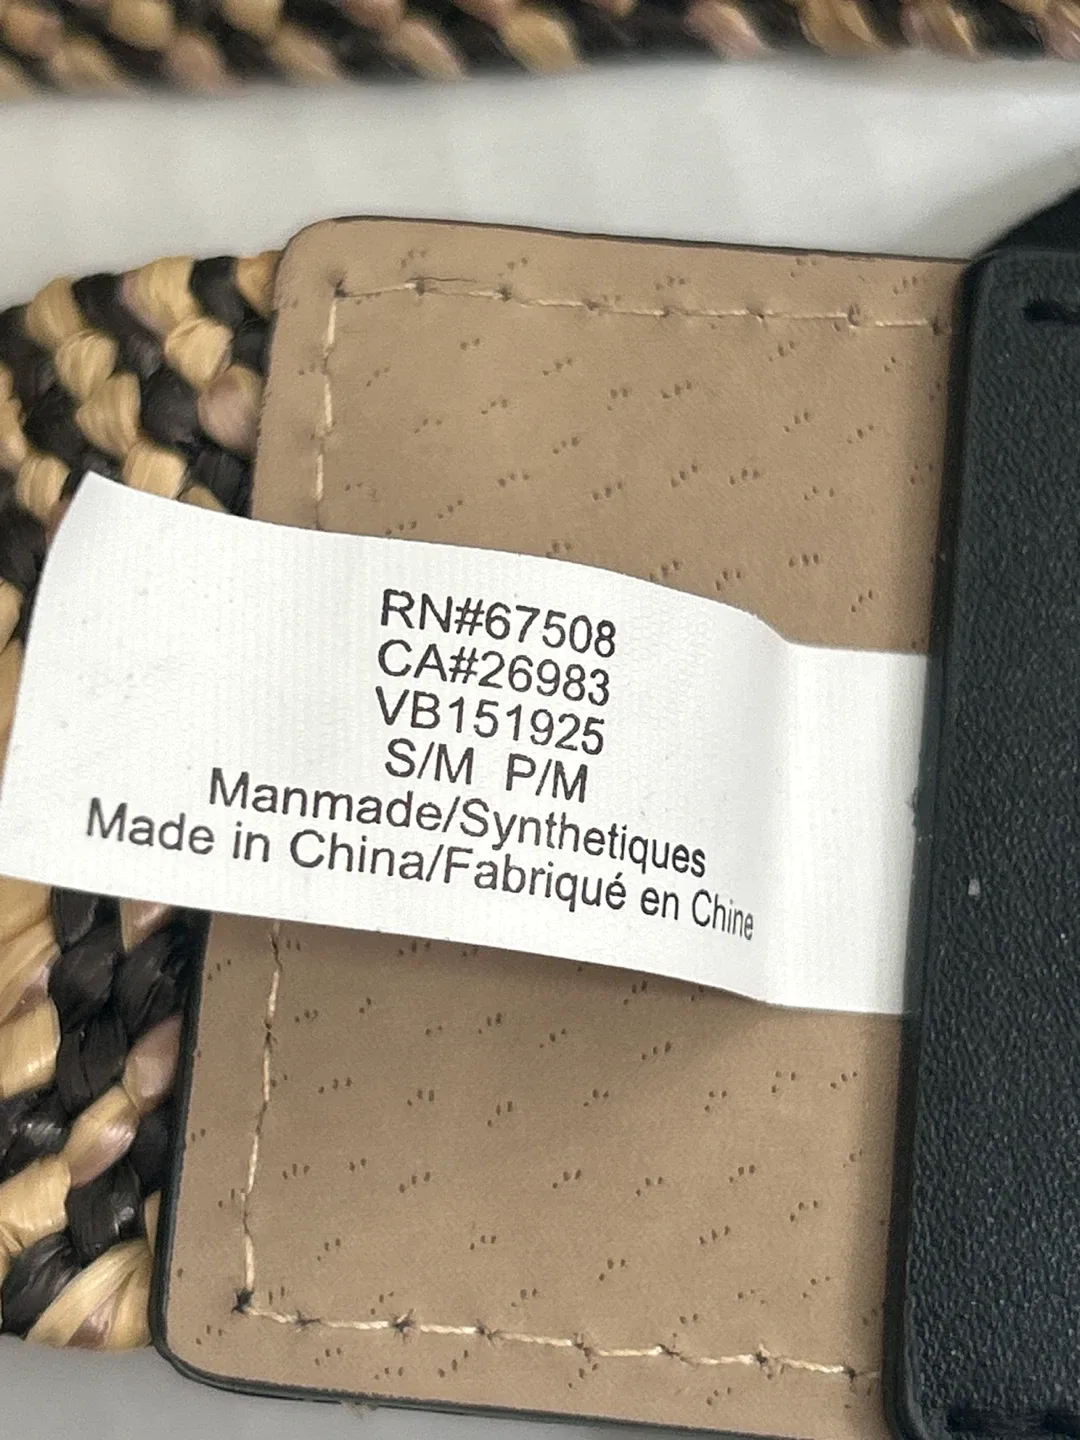 RN#67508
CA#26983
VB151925
S/M P/M
Manmade/Synthetiques
Made in China/Fabriqué en Chine